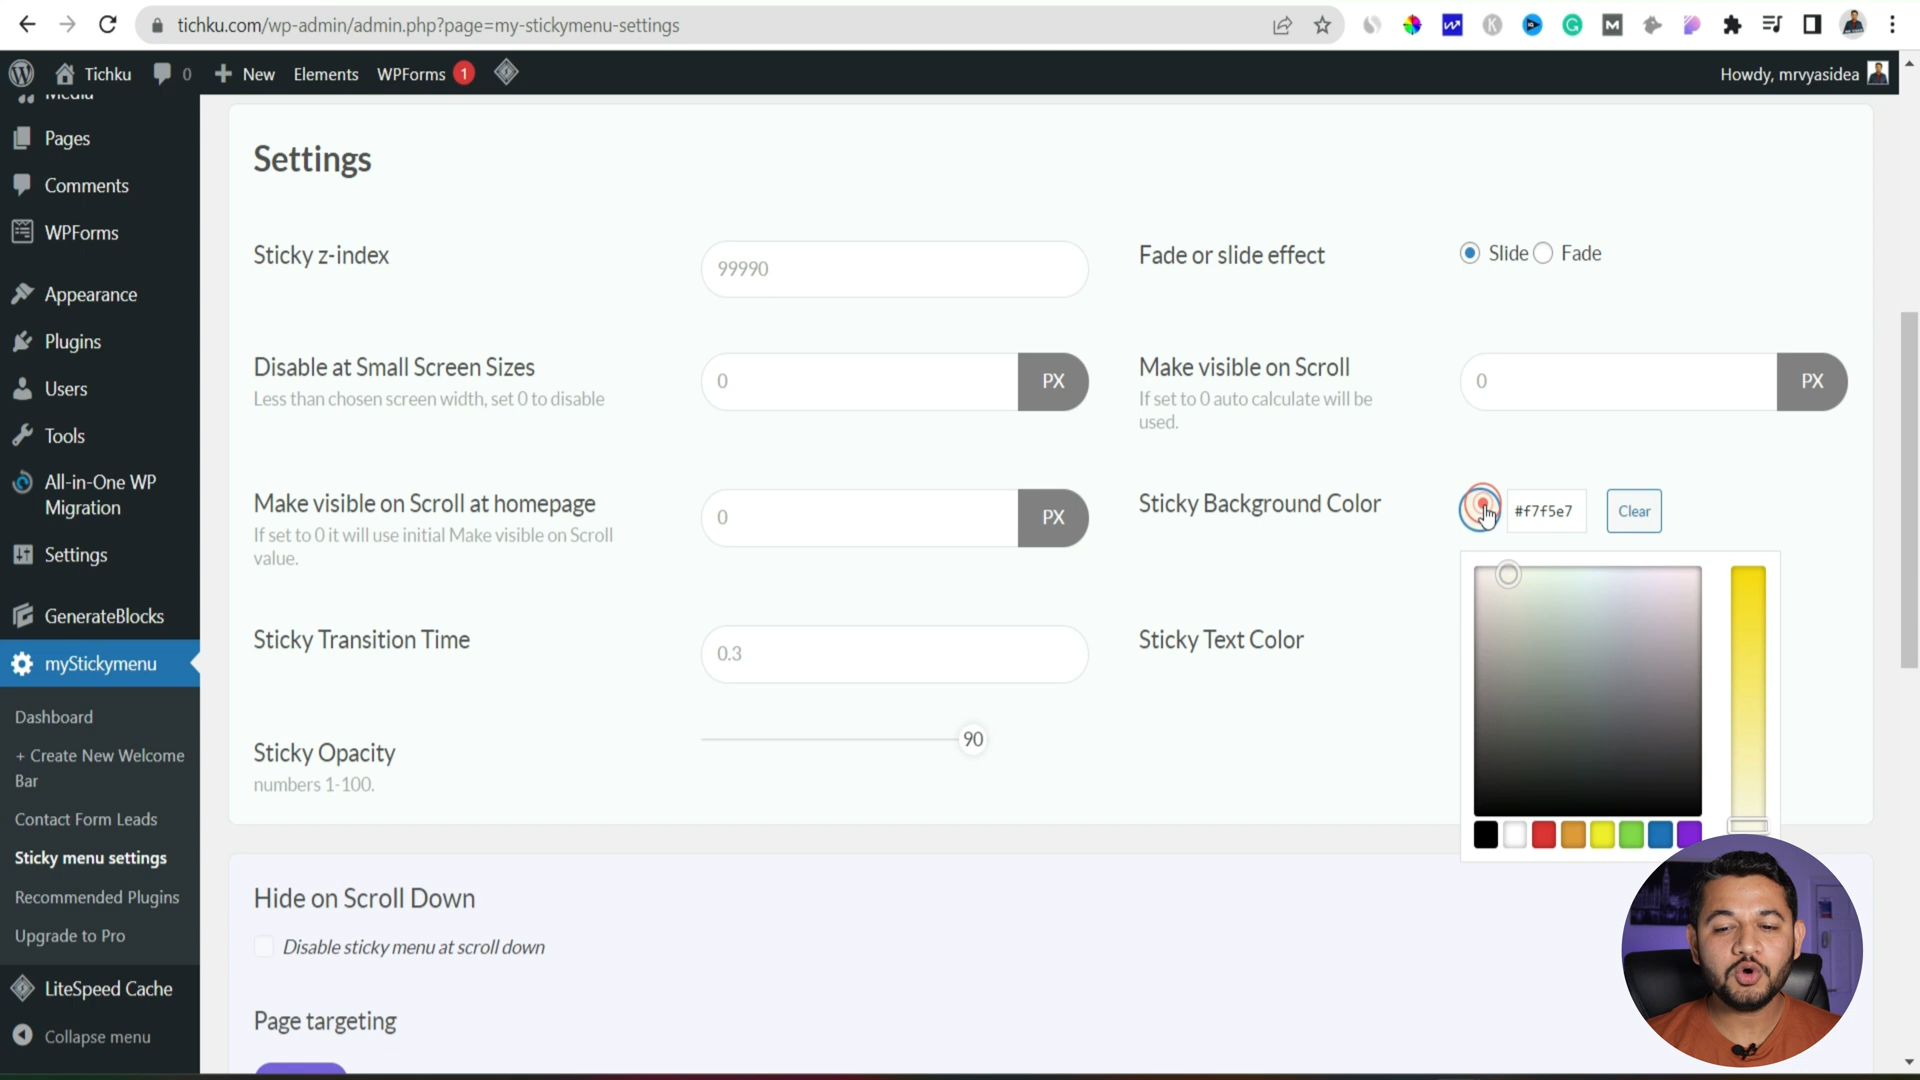 tichku.com/wp-admin/admin.php?page=my-stickymenu-settings
Tichku 0 New Elements WPForms 1
Howdy, mrvyasidea
Media
Pages
Comments
WPForms
Appearance
Plugins
Users
Tools
All-in-One WP
Migration
Settings
GenerateBlocks
myStickymenu
Dashboard
+ Create New Welcome
Bar
Contact Form Leads
Sticky menu settings
Recommended Plugins
Upgrade to Pro
LiteSpeed Cache
Collapse menu
Settings
Sticky z-index
99990
Fade or slide effect
Slide Fade
Disable at Small Screen Sizes
Less than chosen screen width, set 0 to disable
0 PX
Make visible on Scroll
If set to 0 auto calculate will be
used.
0 PX
Make visible on Scroll at homepage
If set to 0 it will use initial Make visible on Scroll
value.
0 PX
Sticky Background Color
#f7f5e7 Clear
Sticky Transition Time
0.3
Sticky Text Color
Sticky Opacity
numbers 1-100.
90
Hide on Scroll Down
Disable sticky menu at scroll down
Page targeting